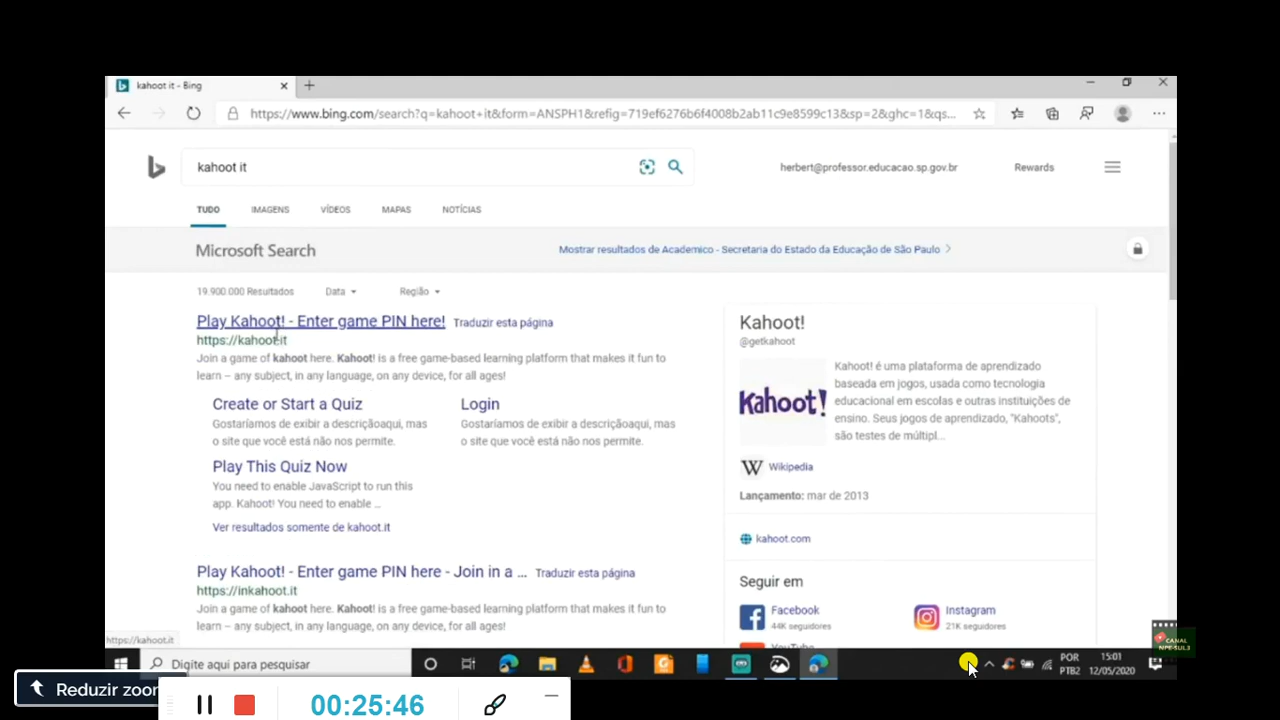 kahoot it - Bing
https://www.bing.com/search?q=kahoot+it&form=ANSPH1&refig=719ef6276b6f4008b2ab11c9e8599c13&sp=2&ghc=1&qs...
kahoot it
herbert@professor.educacao.sp.gov.br
Rewards
TUDO
IMAGENS
VÍDEOS
MAPAS
NOTÍCIAS
Microsoft Search
Mostrar resultados de Academico - Secretaria do Estado da Educação de São Paulo
19.900.000 Resultados
Data
Região
Play Kahoot! - Enter game PIN here! Traduzir esta página
https://kahoot.it
Join a game of kahoot here. Kahoot! is a free game-based learning platform that makes it fun to
learn – any subject, in any language, on any device, for all ages!
Create or Start a Quiz
Gostaríamos de exibir a descriçãoaqui, mas
o site que você está não nos permite.
Login
Gostaríamos de exibir a descriçãoaqui, mas
o site que você está não nos permite.
Play This Quiz Now
You need to enable JavaScript to run this
app. Kahoot! You need to enable ...
Ver resultados somente de kahoot.it
Play Kahoot! - Enter game PIN here - Join in a ... Traduzir esta página
https://inkahoot.it
Join a game of kahoot here. Kahoot! is a free game-based learning platform that makes it fun to
learn – any subject, in any language, on any device, for all ages!
Kahoot!
@getkahoot
Kahoot!
Kahoot! é uma plataforma de aprendizado
baseada em jogos, usada como tecnologia
educacional em escolas e outras instituições de
ensino. Seus jogos de aprendizado, "Kahoots",
são testes de múltipl...
W Wikipedia
Lançamento: mar de 2013
kahoot.com
Seguir em
Facebook
44K seguidores
Instagram
21K seguidores
YouTube
https://kahoot.it
CANAL
NPE-SUL3
Digite aqui para pesquisar
POR
PTB2
15:01
12/05/2020
Reduzir zoom
00:25:46